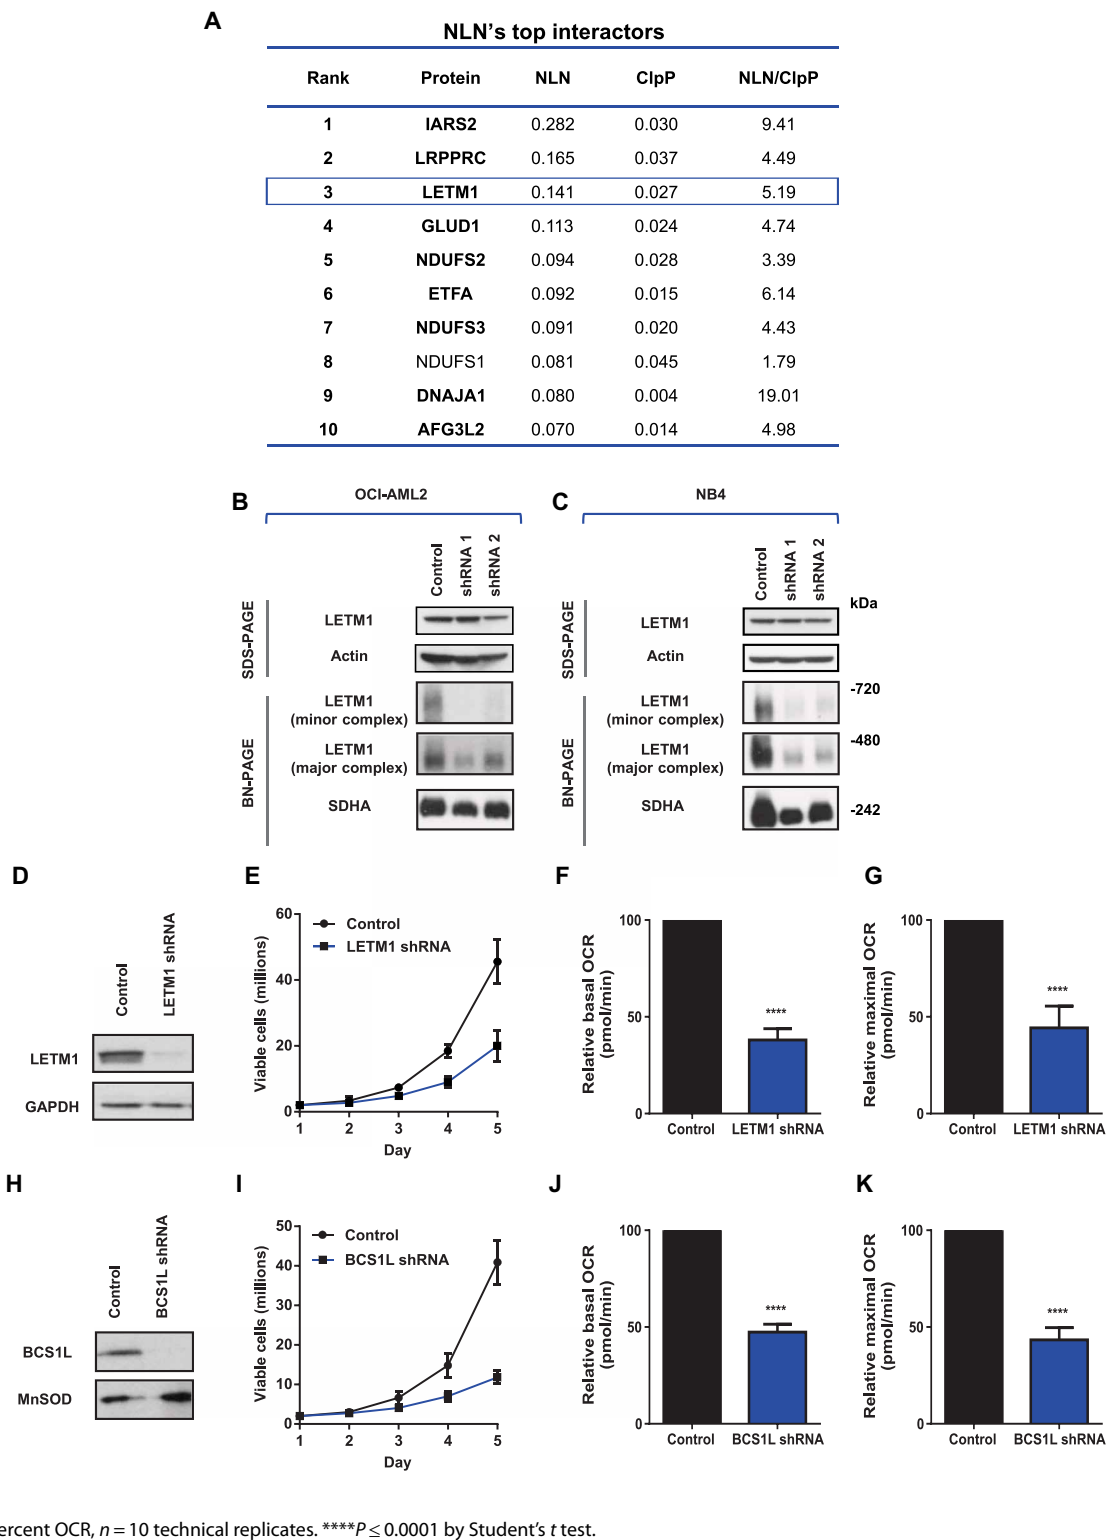 A
NLN's top interactors
Rank Protein NLN ClpP NLN/ClpP
1 IARS2 0.282 0.030 9.41
2 LRPPRC 0.165 0.037 4.49
3 LETM1 0.141 0.027 5.19
4 GLUD1 0.113 0.024 4.74
5 NDUFS2 0.094 0.028 3.39
6 ETFA 0.092 0.015 6.14
7 NDUFS3 0.091 0.020 4.43
8 NDUFS1 0.081 0.045 1.79
9 DNAJA1 0.080 0.004 19.01
10 AFG3L2 0.070 0.014 4.98
B
OCI-AML2
Control
shRNA 1
shRNA 2
SDS-PAGE
LETM1
Actin
BN-PAGE
LETM1
(minor complex)
LETM1
(major complex)
SDHA
C
NB4
Control
shRNA 1
shRNA 2
kDa
SDS-PAGE
LETM1
Actin
BN-PAGE
LETM1
(minor complex)
LETM1
(major complex)
SDHA
-720
-480
-242
D
Control
LETM1 shRNA
LETM1
GAPDH
E
Viable cells (millions)
60
40
20
0
Control
LETM1 shRNA
1 2 3 4 5
Day
F
Relative basal OCR
(pmol/min)
100
50
0
****
Control LETM1 shRNA
G
Relative maximal OCR
(pmol/min)
100
50
0
****
Control LETM1 shRNA
H
Control
BCS1L shRNA
BCS1L
MnSOD
I
Viable cells (millions)
50
40
30
20
10
0
Control
BCS1L shRNA
1 2 3 4 5
Day
J
Relative basal OCR
(pmol/min)
100
50
0
****
Control BCS1L shRNA
K
Relative maximal OCR
(pmol/min)
100
50
0
****
Control BCS1L shRNA
ercent OCR, n = 10 technical replicates. ****P ≤ 0.0001 by Student's t test.